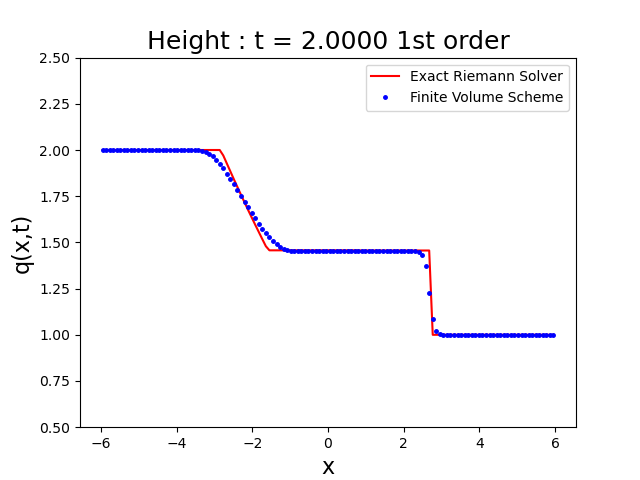 Height : t = 2.0000 1st order
Exact Riemann Solver
Finite Volume Scheme
q(x,t)
2.50
2.25
2.00
1.75
1.50
1.25
1.00
0.75
0.50
−6 −4 −2 0 2 4 6
x